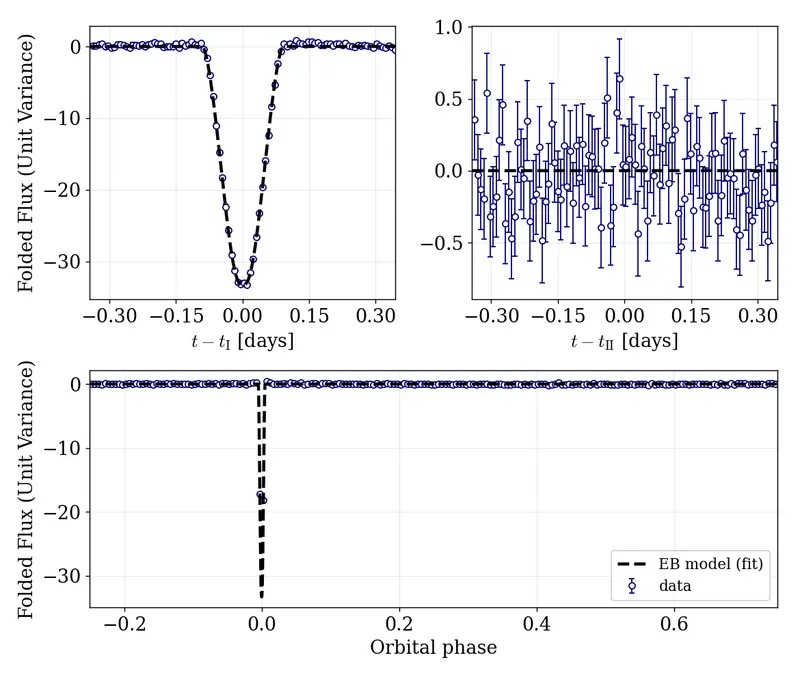 Folded Flux (Unit Variance)
0
−10
−20
−30
−0.30 −0.15 0.00 0.15 0.30
t − t_I [days]
1.0
0.5
0.0
−0.5
−0.30 −0.15 0.00 0.15 0.30
t − t_II [days]
Folded Flux (Unit Variance)
0
−10
−20
−30
−0.2 0.0 0.2 0.4 0.6
Orbital phase
EB model (fit)
data